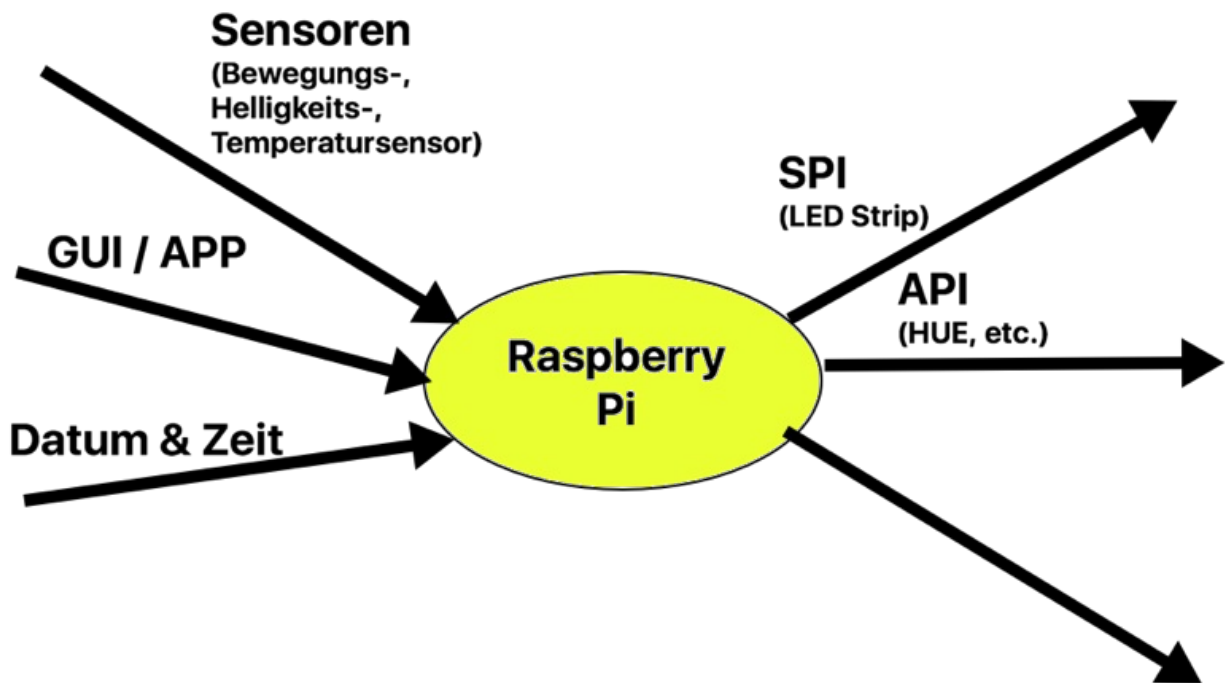 Sensoren
(Bewegungs-,
Helligkeits-,
Temperatursensor)
GUI / APP
Datum & Zeit
Raspberry
Pi
SPI
(LED Strip)
API
(HUE, etc.)